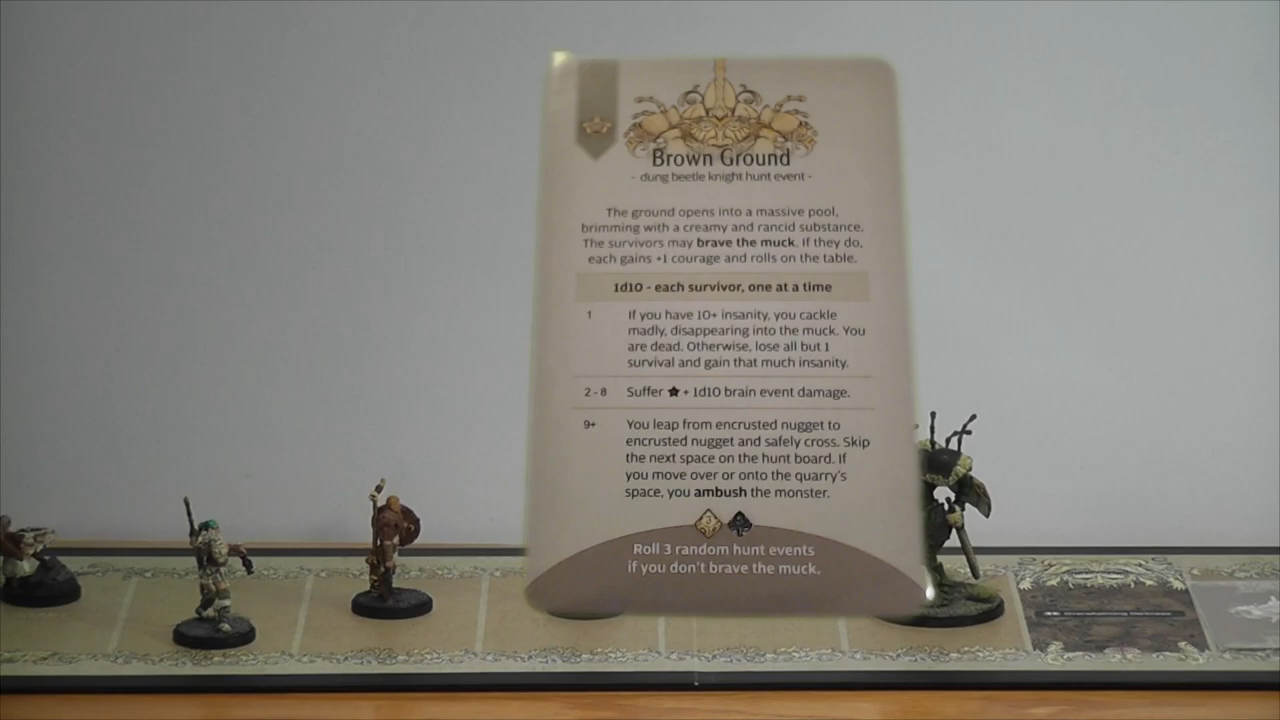 Brown Ground
- dung beetle knight hunt event -
The ground opens into a massive pool,
brimming with a creamy and rancid substance.
The survivors may brave the muck. If they do,
each gains +1 courage and rolls on the table.
1d10 - each survivor, one at a time
1 If you have 10+ insanity, you cackle
madly, disappearing into the muck. You
are dead. Otherwise, lose all but 1
survival and gain that much insanity.
2 - 8 Suffer + 1d10 brain event damage.
9+ You leap from encrusted nugget to
encrusted nugget and safely cross. Skip
the next space on the hunt board. If
you move over or onto the quarry's
space, you ambush the monster.
Roll 3 random hunt events
if you don't brave the muck.